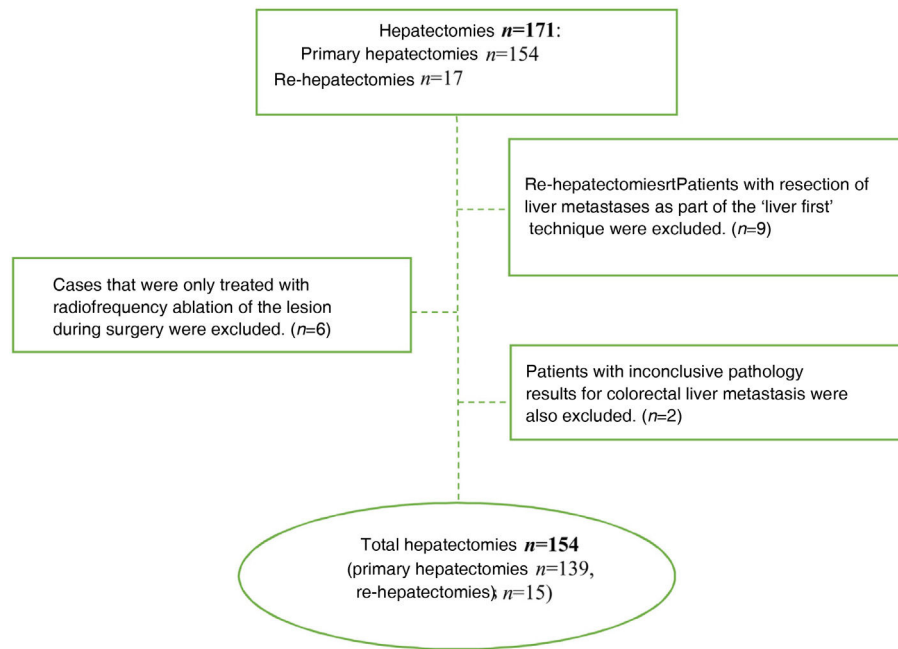 Hepatectomies n=171:
Primary hepatectomies n=154
Re-hepatectomies n=17
Re-hepatectomiesrtPatients with resection of
liver metastases as part of the ‘liver first’
technique were excluded. (n=9)
Cases that were only treated with
radiofrequency ablation of the lesion
during surgery were excluded. (n=6)
Patients with inconclusive pathology
results for colorectal liver metastasis were
also excluded. (n=2)
Total hepatectomies n=154
(primary hepatectomies n=139,
re-hepatectomies); n=15)